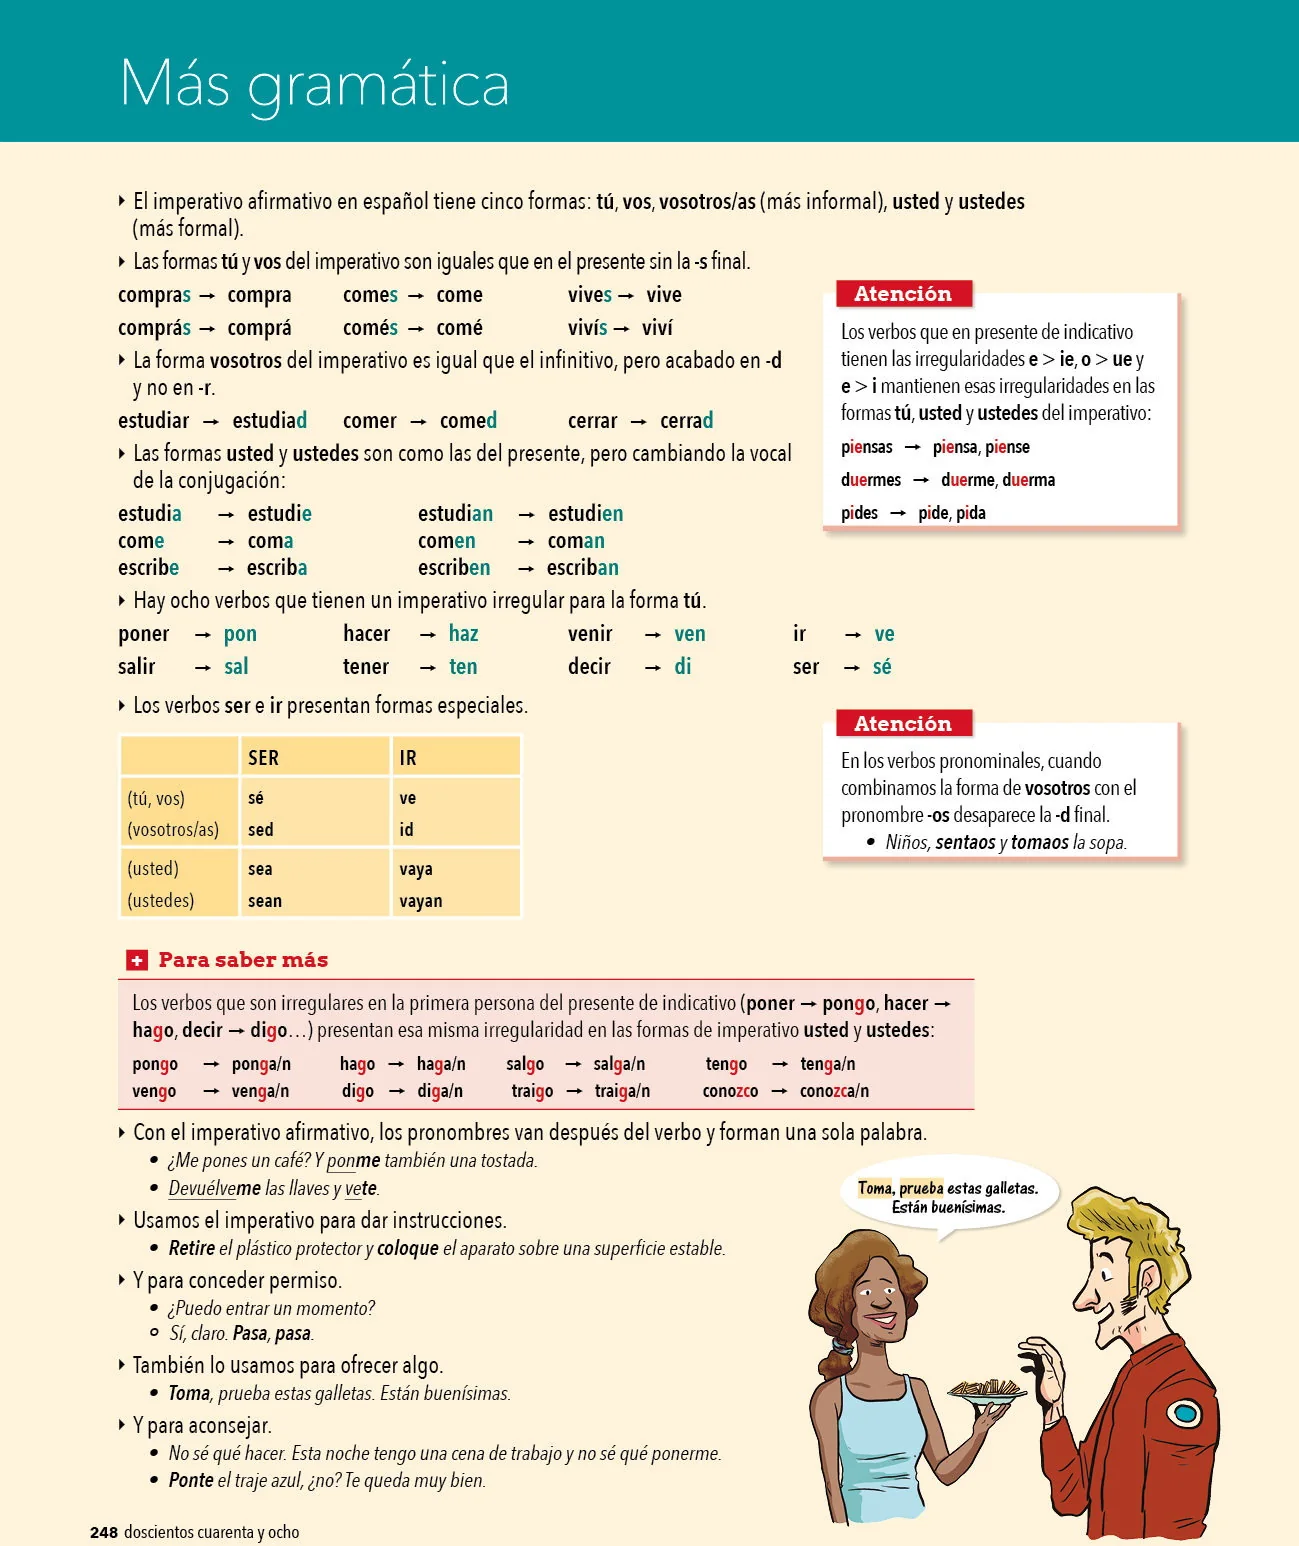 Más gramática
‣ El imperativo afirmativo en español tiene cinco formas: tú, vos, vosotros/as (más informal), usted y ustedes
(más formal).
‣ Las formas tú y vos del imperativo son iguales que en el presente sin la -s final.
compras → compra comes → come vives → vive
comprás → comprá comés → comé vivís → viví
‣ La forma vosotros del imperativo es igual que el infinitivo, pero acabado en -d
y no en -r.
estudiar → estudiad comer → comed cerrar → cerrad
‣ Las formas usted y ustedes son como las del presente, pero cambiando la vocal
de la conjugación:
estudia → estudie estudian → estudien
come → coma comen → coman
escribe → escriba escriben → escriban
‣ Hay ocho verbos que tienen un imperativo irregular para la forma tú.
poner → pon hacer → haz venir → ven ir → ve
salir → sal tener → ten decir → di ser → sé
‣ Los verbos ser e ir presentan formas especiales.
SER IR
(tú, vos) sé ve
(vosotros/as) sed id
(usted) sea vaya
(ustedes) sean vayan
Atención
Los verbos que en presente de indicativo
tienen las irregularidades e > ie, o > ue y
e > i mantienen esas irregularidades en las
formas tú, usted y ustedes del imperativo:
piensas → piensa, piense
duermes → duerme, duerma
pides → pide, pida
Atención
En los verbos pronominales, cuando
combinamos la forma de vosotros con el
pronombre -os desaparece la -d final.
• Niños, sentaos y tomaos la sopa.
+ Para saber más
Los verbos que son irregulares en la primera persona del presente de indicativo (poner → pongo, hacer →
hago, decir → digo…) presentan esa misma irregularidad en las formas de imperativo usted y ustedes:
pongo → ponga/n hago → haga/n salgo → salga/n tengo → tenga/n
vengo → venga/n digo → diga/n traigo → traiga/n conozco → conozca/n
‣ Con el imperativo afirmativo, los pronombres van después del verbo y forman una sola palabra.
• ¿Me pones un café? Y ponme también una tostada.
• Devuélveme las llaves y vete.
‣ Usamos el imperativo para dar instrucciones.
• Retire el plástico protector y coloque el aparato sobre una superficie estable.
‣ Y para conceder permiso.
• ¿Puedo entrar un momento?
○ Sí, claro. Pasa, pasa.
‣ También lo usamos para ofrecer algo.
• Toma, prueba estas galletas. Están buenísimas.
‣ Y para aconsejar.
• No sé qué hacer. Esta noche tengo una cena de trabajo y no sé qué ponerme.
• Ponte el traje azul, ¿no? Te queda muy bien.
Toma, prueba estas galletas.
Están buenísimas.
248 doscientos cuarenta y ocho